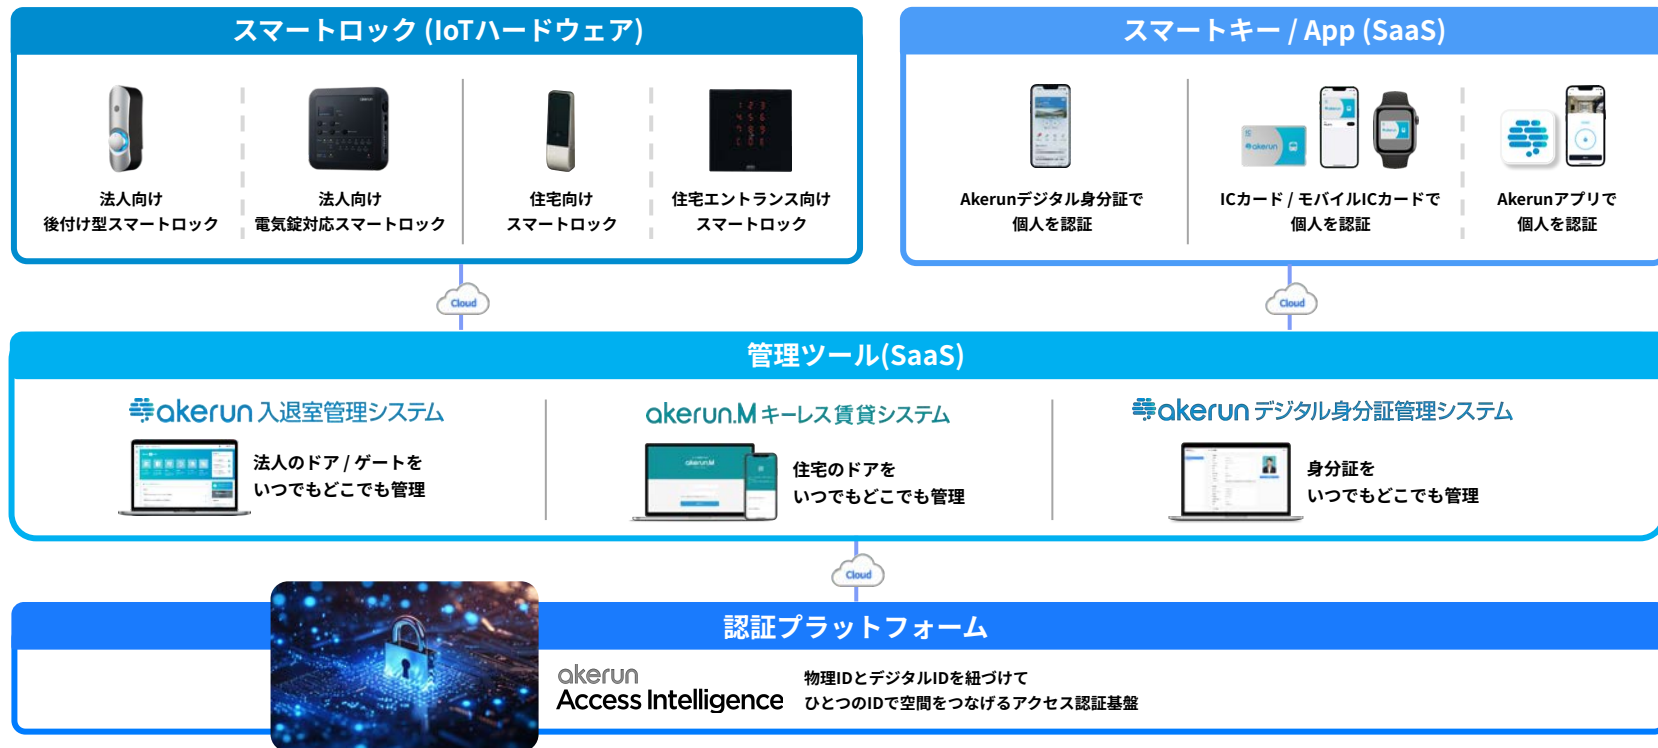 スマートロック (IoTハードウェア)
法人向け
後付け型スマートロック
法人向け
電気錠対応スマートロック
住宅向け
スマートロック
住宅エントランス向け
スマートロック
スマートキー / App (SaaS)
akerun
Akerunデジタル身分証で
個人を認証
ICカード / モバイルICカードで
個人を認証
Akerunアプリで
個人を認証
Cloud
Cloud
管理ツール(SaaS)
akerun 入退室管理システム
法人のドア / ゲートを
いつでもどこでも管理
akerun.M キーレス賃貸システム
akerun.M
住宅のドアを
いつでもどこでも管理
akerun デジタル身分証管理システム
身分証を
いつでもどこでも管理
Cloud
認証プラットフォーム
akerun
Access Intelligence
物理IDとデジタルIDを紐づけて
ひとつのIDで空間をつなげるアクセス認証基盤